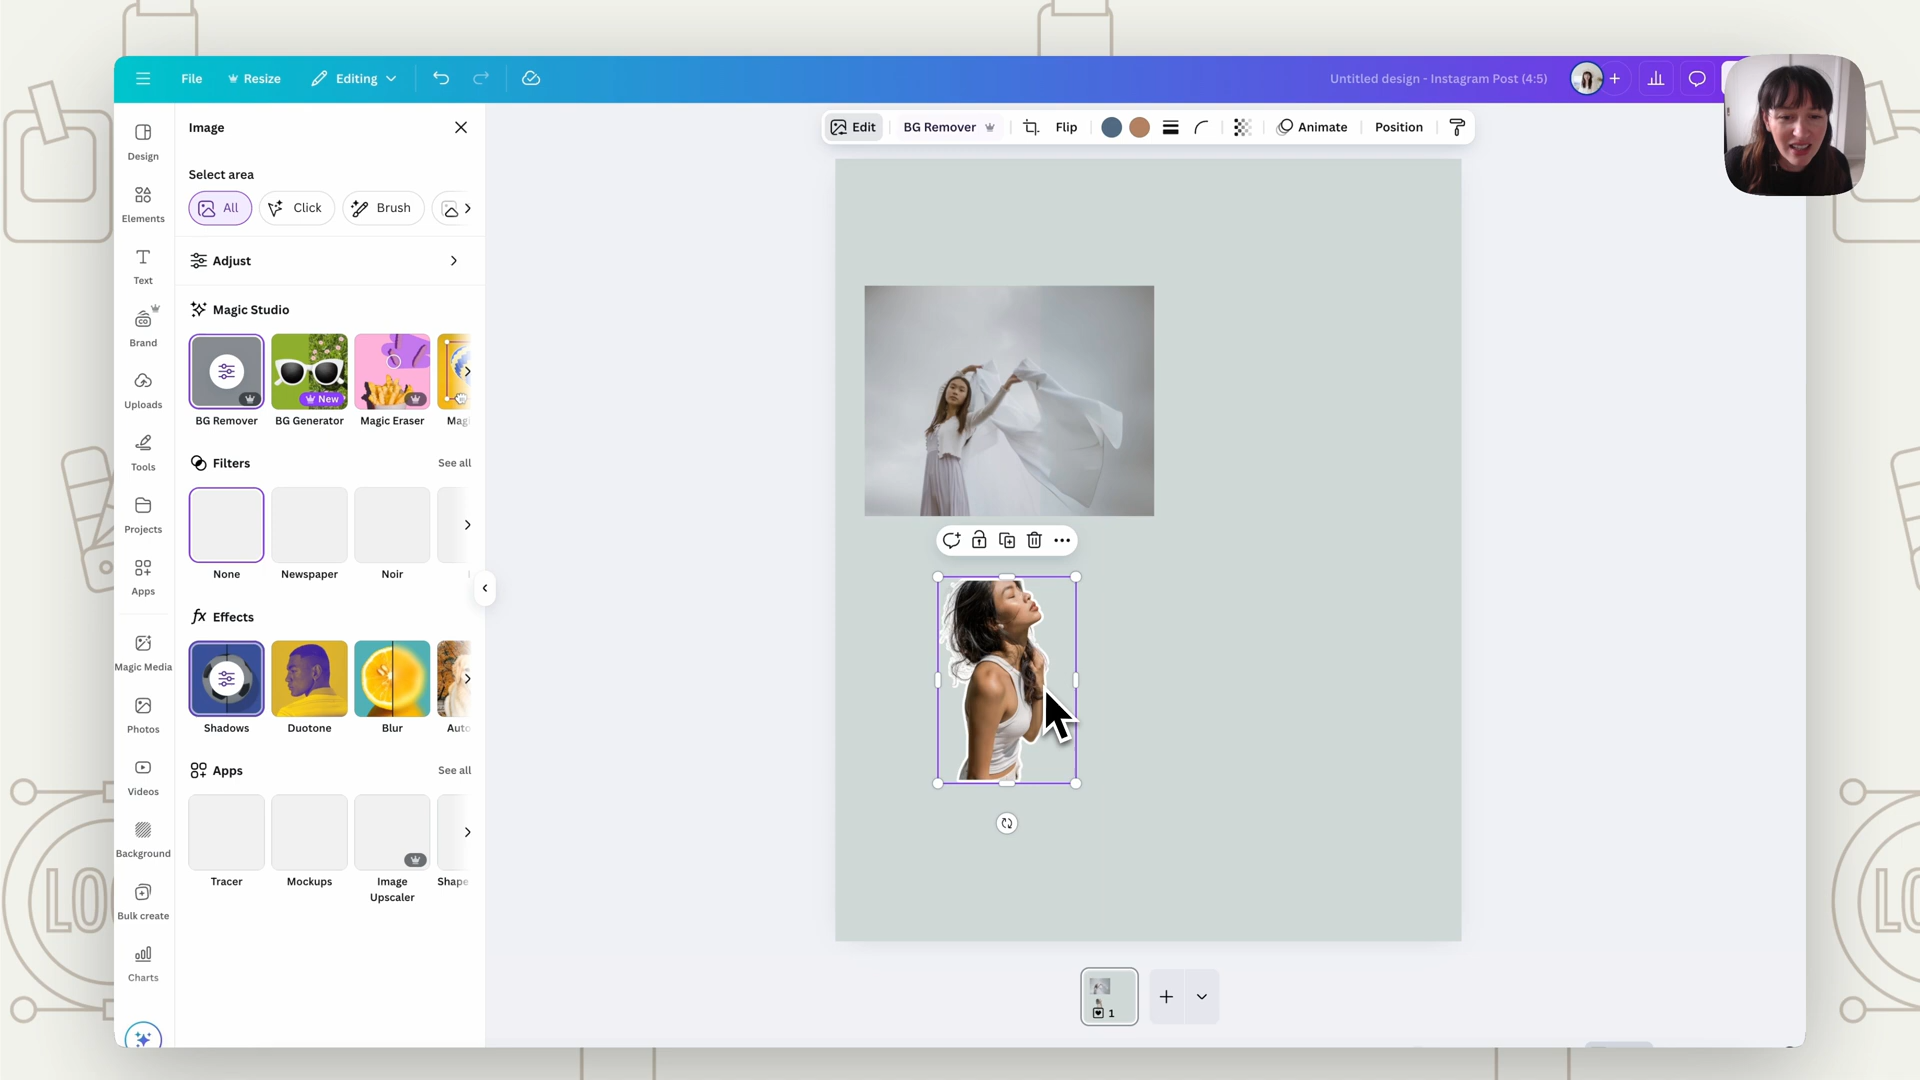 File
Resize
Editing
Untitled design - Instagram Post (4:5)
Design
Elements
Text
Brand
Uploads
Tools
Projects
Apps
Magic Media
Photos
Videos
Background
Bulk create
Charts
Image
Select area
All
Click
Brush
Adjust
Magic Studio
New
BG Remover
BG Generator
Magic Eraser
Filters
See all
None
Newspaper
Noir
fx Effects
Shadows
Duotone
Blur
Auto
Apps
See all
Tracer
Mockups
Image Upscaler
Shape
Edit
BG Remover
Flip
Animate
Position
1